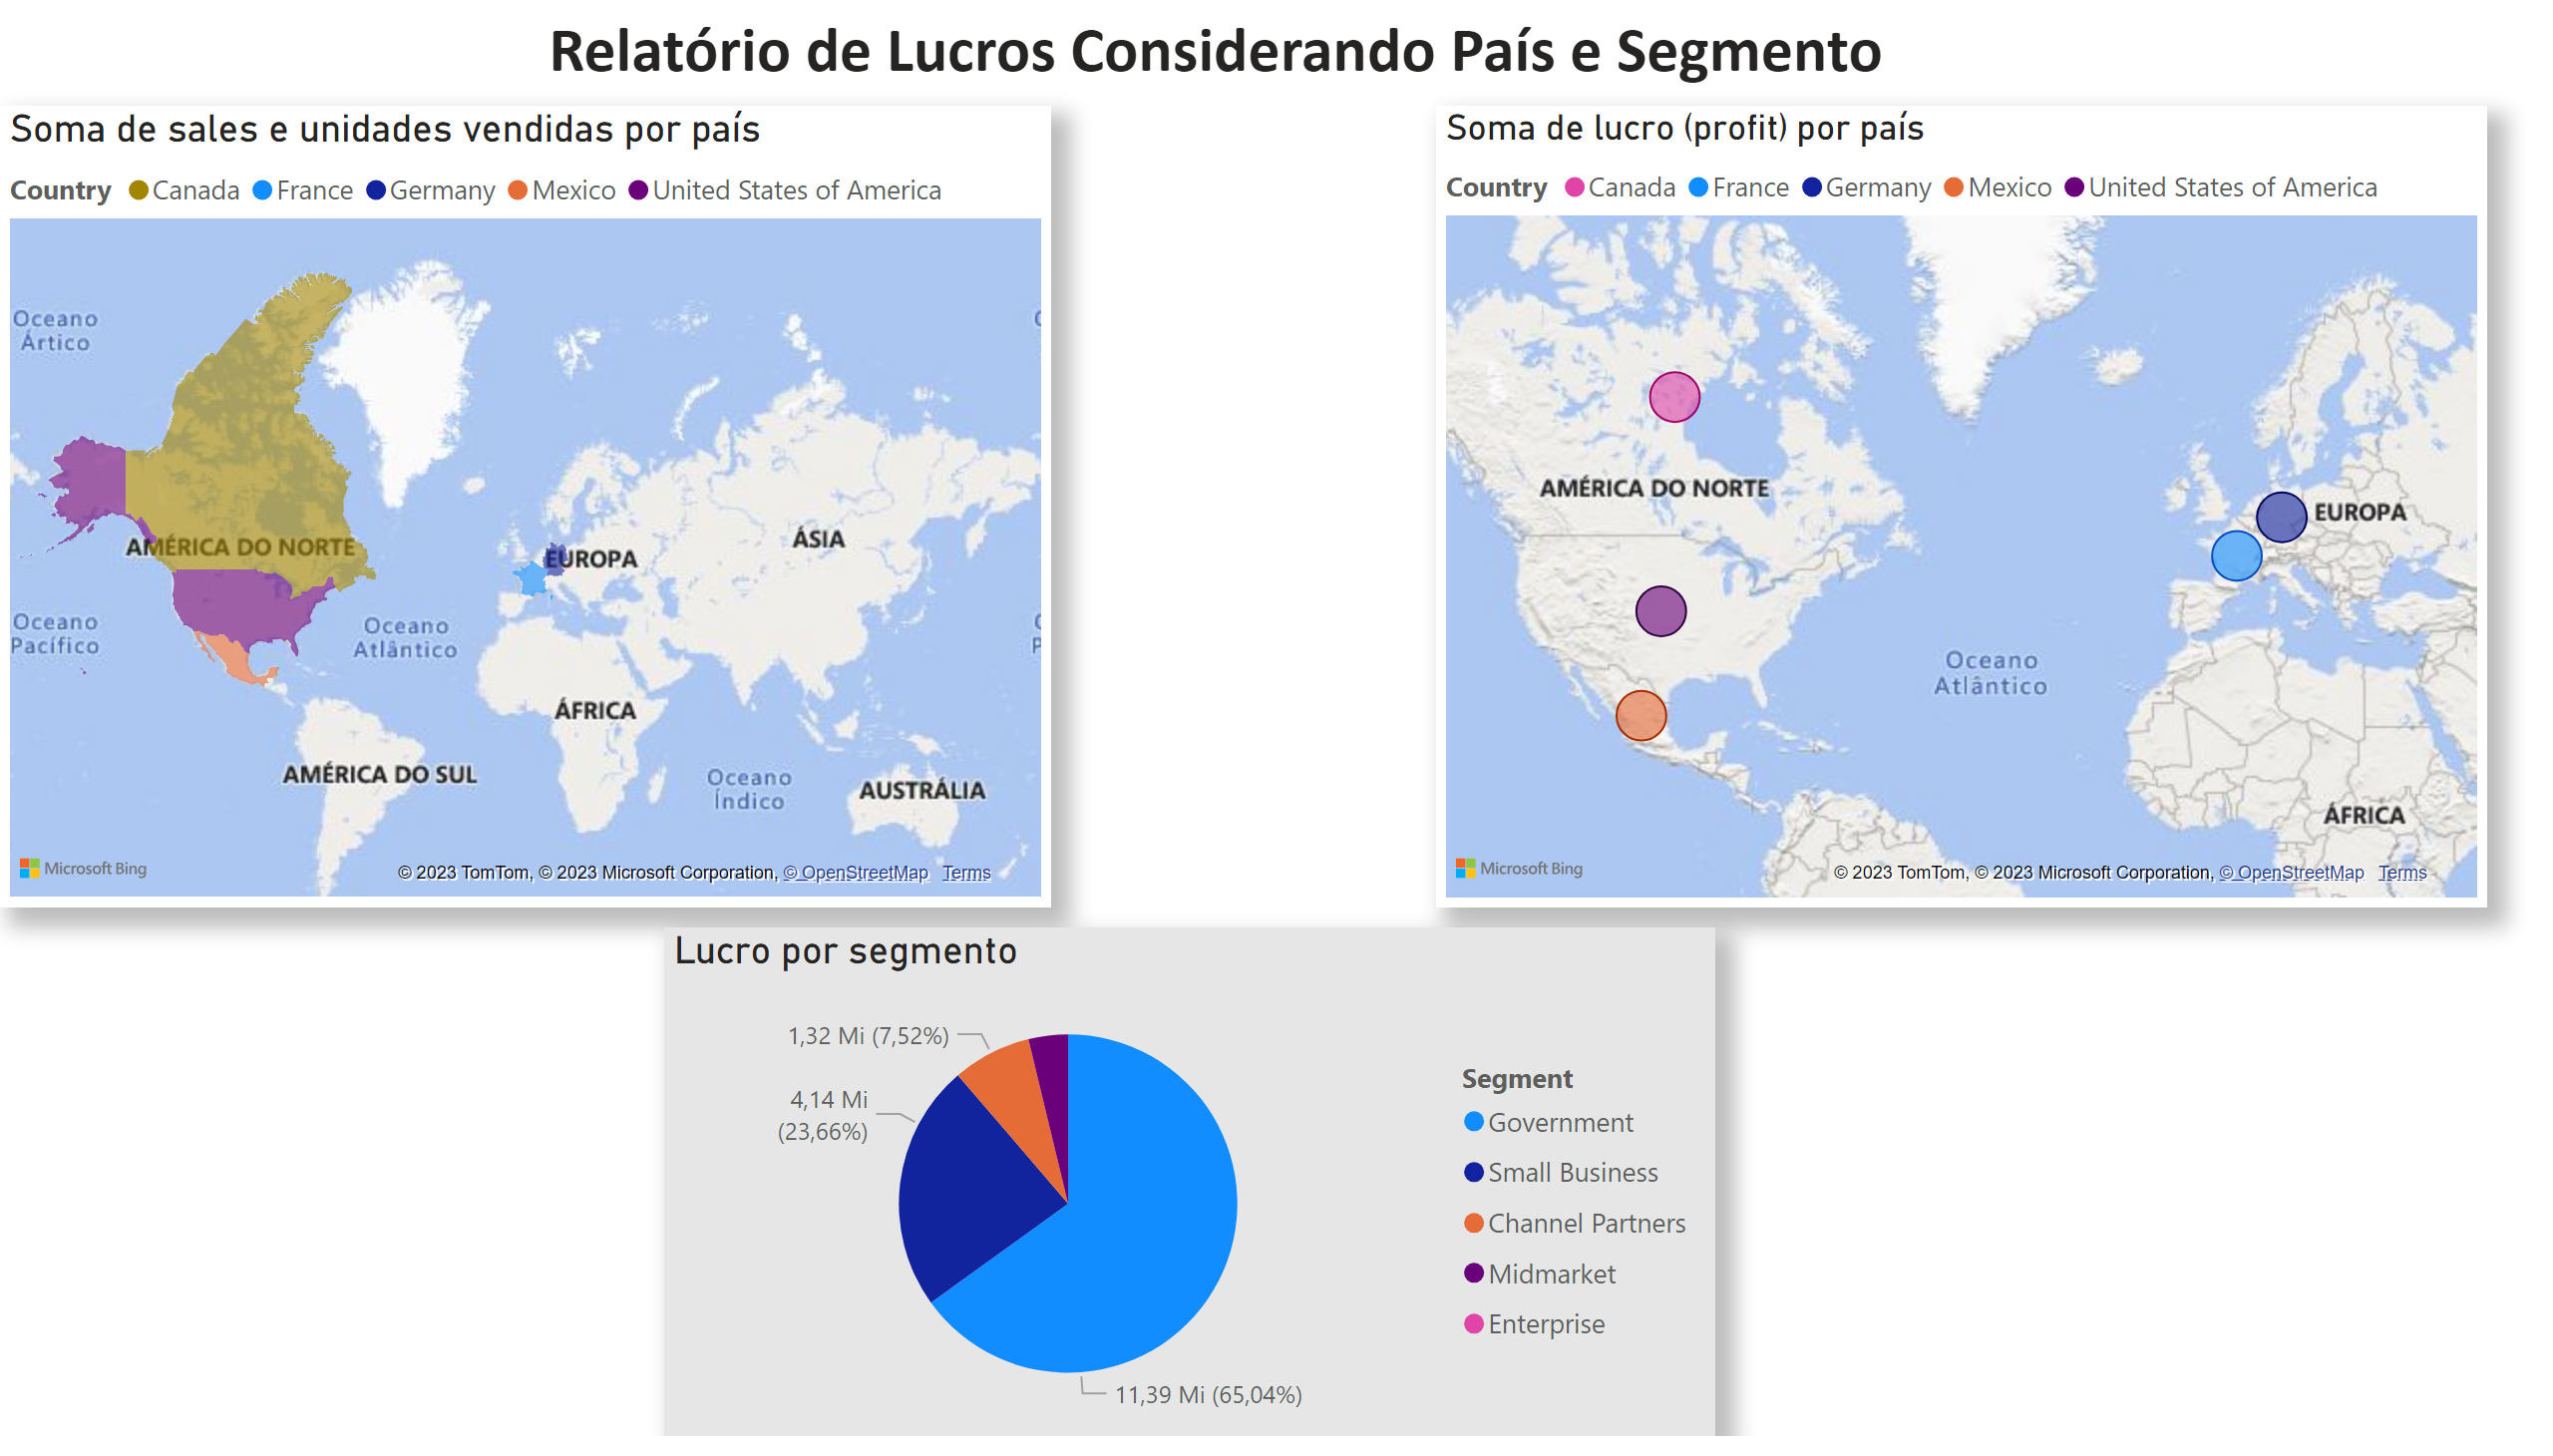 Relatório de Lucros Considerando País e Segmento
Soma de sales e unidades vendidas por país
Country Canada France Germany Mexico United States of America
Oceano
Ártico
AMÉRICA DO NORTE
EUROPA
ÁSIA
Oceano
Pacífico
Oceano
Atlântico
ÁFRICA
AMÉRICA DO SUL
Oceano
Índico
AUSTRÁLIA
Microsoft Bing
© 2023 TomTom, © 2023 Microsoft Corporation, © OpenStreetMap Terms
Soma de lucro (profit) por país
Country Canada France Germany Mexico United States of America
AMÉRICA DO NORTE
EUROPA
Oceano
Atlântico
ÁFRICA
Microsoft Bing
© 2023 TomTom, © 2023 Microsoft Corporation, © OpenStreetMap Terms
Lucro por segmento
1,32 Mi (7,52%)
4,14 Mi
(23,66%)
11,39 Mi (65,04%)
Segment
Government
Small Business
Channel Partners
Midmarket
Enterprise